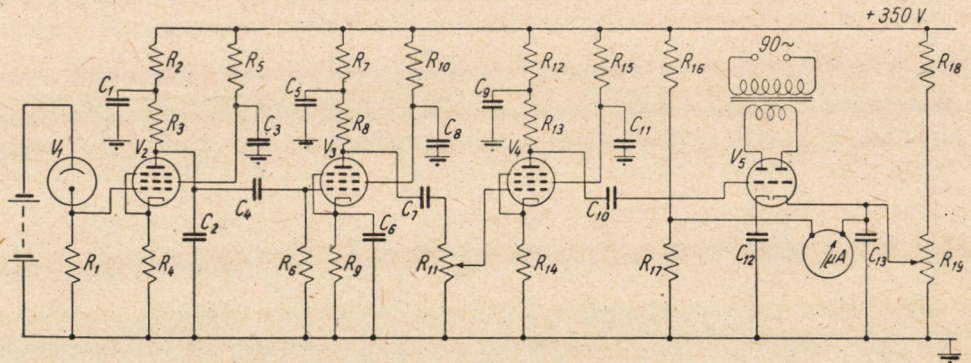 + 350 V.
90~
R2
R5
R7
R10
R12
R15
R16
R18
C1
R3
C3
C5
R8
C8
C9
R13
C11
V1
V2
V3
V4
V5
C4
C7
C10
C2
C6
R1
R4
R6
R9
R11
R14
R17
C12
µA
C13
R19